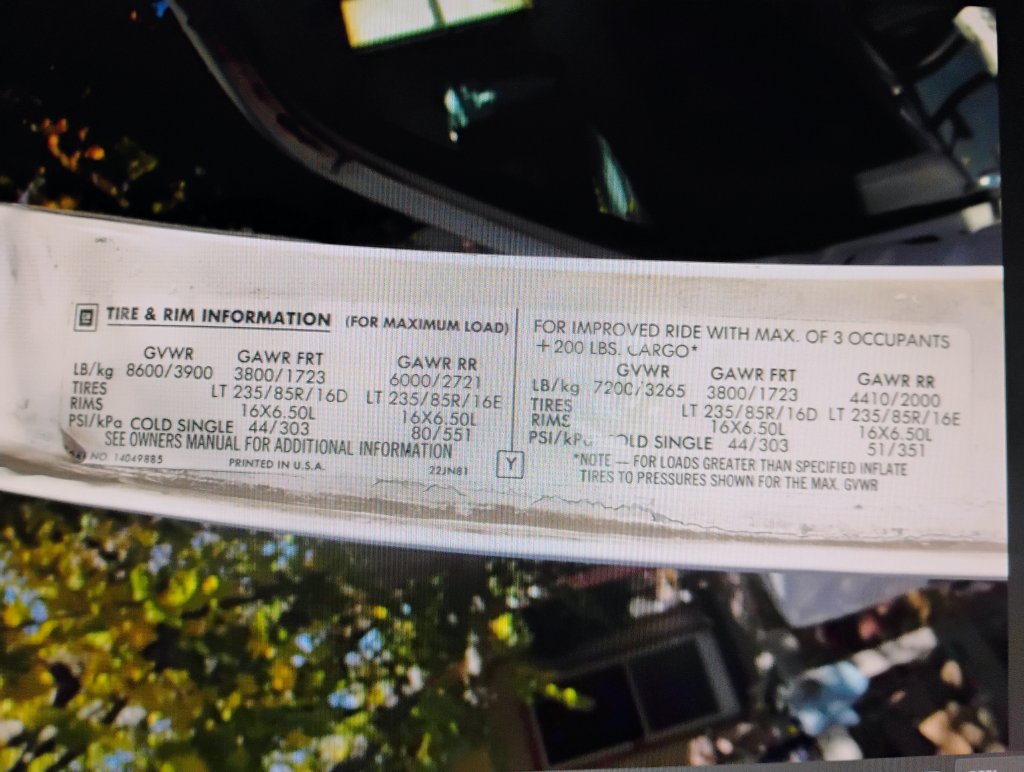 GM TIRE & RIM INFORMATION (FOR MAXIMUM LOAD)
GVWR GAWR FRT GAWR RR
LB/kg 8600/3900 3800/1723 6000/2721
TIRES LT 235/85R/16D LT 235/85R/16E
RIMS 16X6.50L 16X6.50L
PSI/kPa COLD SINGLE 44/303 80/551
SEE OWNERS MANUAL FOR ADDITIONAL INFORMATION
NO 14049885 PRINTED IN U.S.A. 22JN81
Y
FOR IMPROVED RIDE WITH MAX. OF 3 OCCUPANTS
+200 LBS. CARGO*
GVWR GAWR FRT GAWR RR
LB/kg 7200/3265 3800/1723 4410/2000
TIRES LT 235/85R/16D LT 235/85R/16E
RIMS 16X6.50L 16X6.50L
PSI/kPa COLD SINGLE 44/303 51/351
*NOTE — FOR LOADS GREATER THAN SPECIFIED INFLATE
TIRES TO PRESSURES SHOWN FOR THE MAX. GVWR